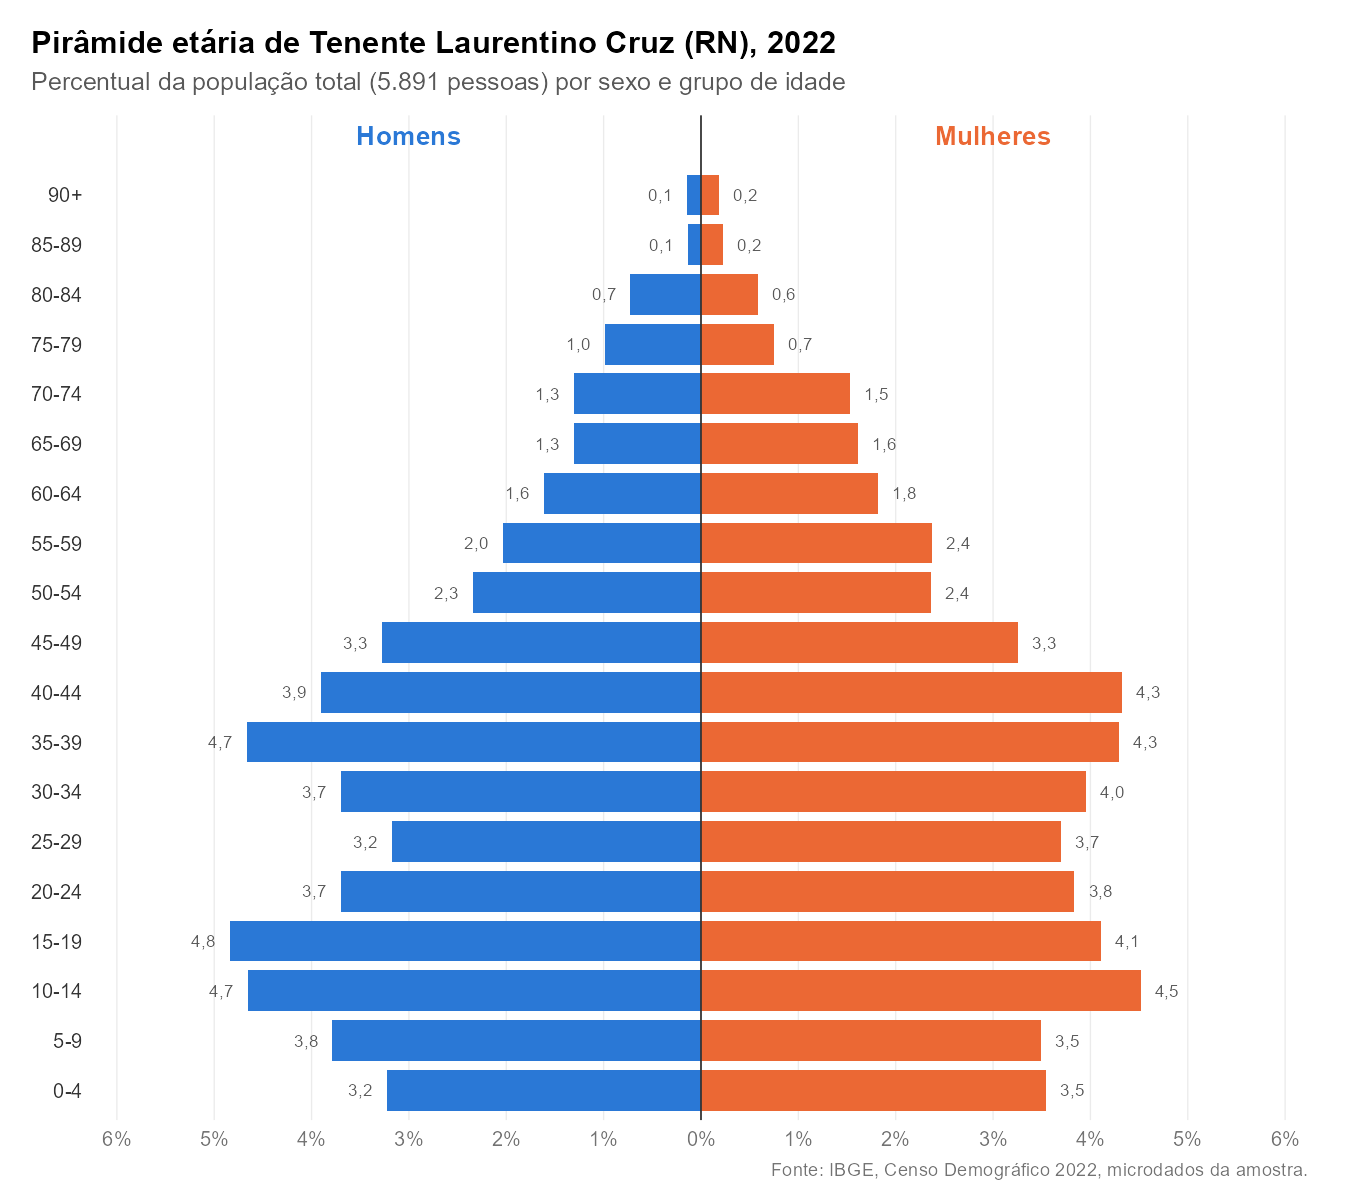 Pirâmide etária de Tenente Laurentino Cruz (RN), 2022
Percentual da população total (5.891 pessoas) por sexo e grupo de idade
Homens Mulheres
90+ 0,1 0,2
85-89 0,1 0,2
80-84 0,7 0,6
75-79 1,0 0,7
70-74 1,3 1,5
65-69 1,3 1,6
60-64 1,6 1,8
55-59 2,0 2,4
50-54 2,3 2,4
45-49 3,3 3,3
40-44 3,9 4,3
35-39 4,7 4,3
30-34 3,7 4,0
25-29 3,2 3,7
20-24 3,7 3,8
15-19 4,8 4,1
10-14 4,7 4,5
5-9 3,8 3,5
0-4 3,2 3,5
6% 5% 4% 3% 2% 1% 0% 1% 2% 3% 4% 5% 6%
Fonte: IBGE, Censo Demográfico 2022, microdados da amostra.